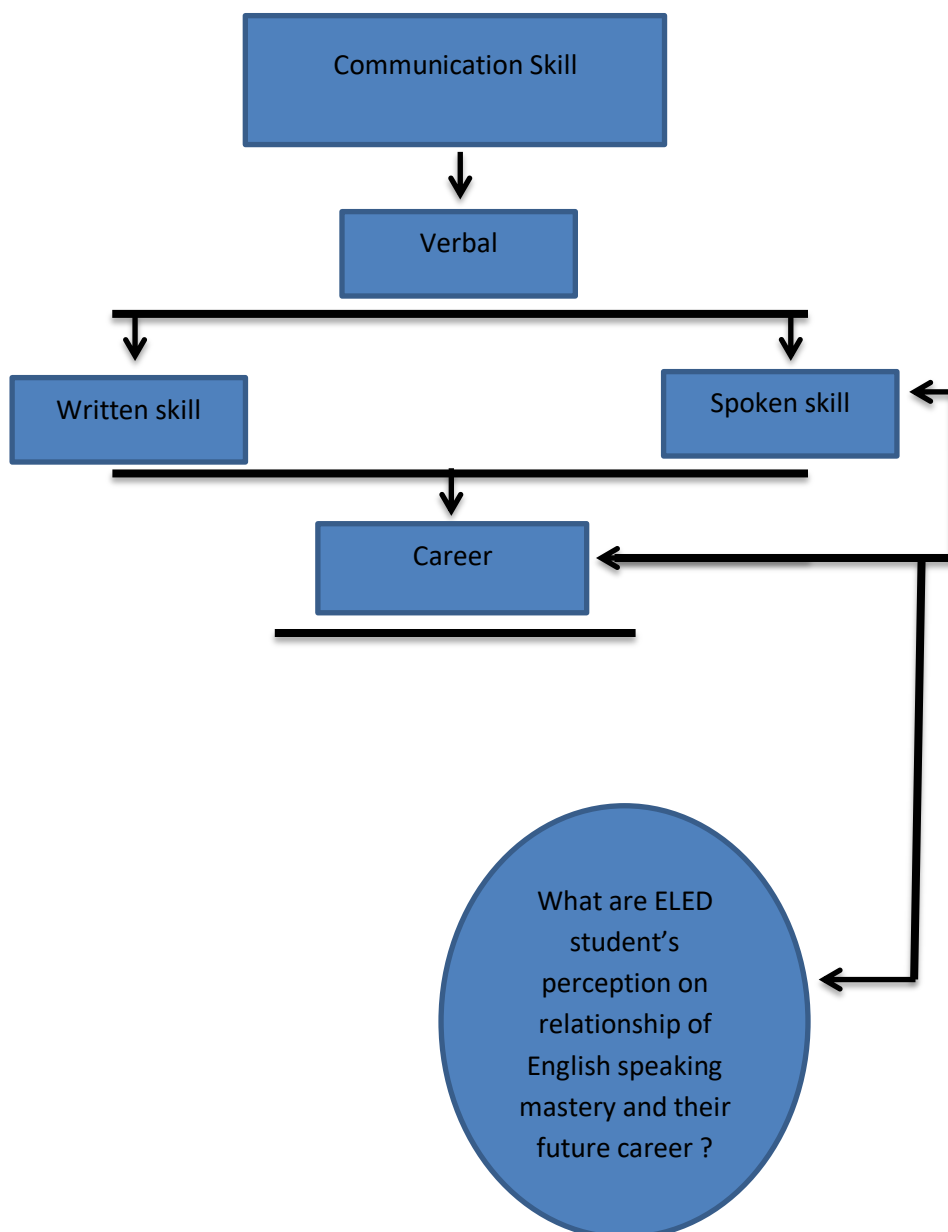 Communication Skill
Verbal
Written skill
Spoken skill
Career
What are ELED
student’s
perception on
relationship of
English speaking
mastery and their
future career ?